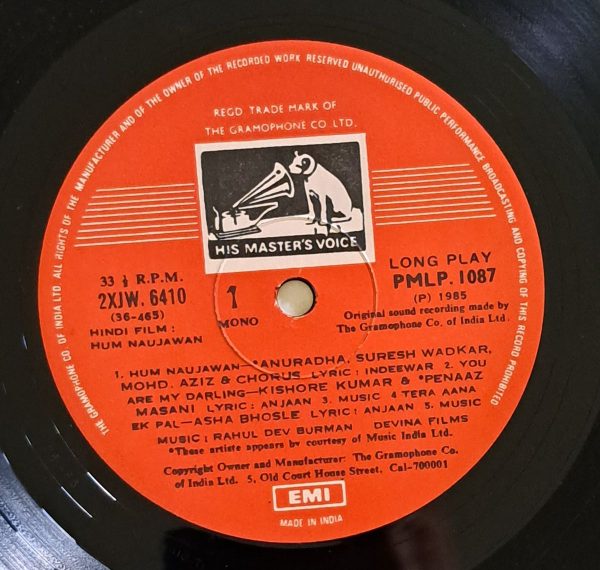 THE GRAMOPHONE CO. OF INDIA LTD. ALL RIGHTS OF THE MANUFACTURER AND OF THE OWNER OF THE RECORDED WORK RESERVED UNAUTHORISED PUBLIC PERFORMANCE BROADCASTING AND COPYING OF THIS RECORD PROHIBITED
REGD TRADE MARK OF
THE GRAMOPHONE CO LTD.
HIS MASTER'S VOICE
33 ⅓ R.P.M.
2XJW. 6410
(36-465)
HINDI FILM :
HUM NAUJAWAN
1
MONO
LONG PLAY
PMLP. 1087
(P) 1985
Original sound recording made by
The Gramophone Co. of India Ltd.
1. HUM NAUJAWAN—*ANURADHA, SURESH WADKAR,
MOHD. AZIZ & CHORUS LYRIC: INDEEWAR 2. YOU
ARE MY DARLING—KISHORE KUMAR & *PENAAZ
MASANI LYRIC: ANJAAN 3. MUSIC 4 TERA AANA
EK PAL—ASHA BHOSLE LYRIC: ANJAAN 5. MUSIC
MUSIC: RAHUL DEV BURMAN DEVINA FILMS
*These artiste appears by courtesy of Music India Ltd.
Copyright Owner and Manufacturer: The Gramophone Co.
of India Ltd. 5, Old Court House Street, Cal-700001
EMI
MADE IN INDIA